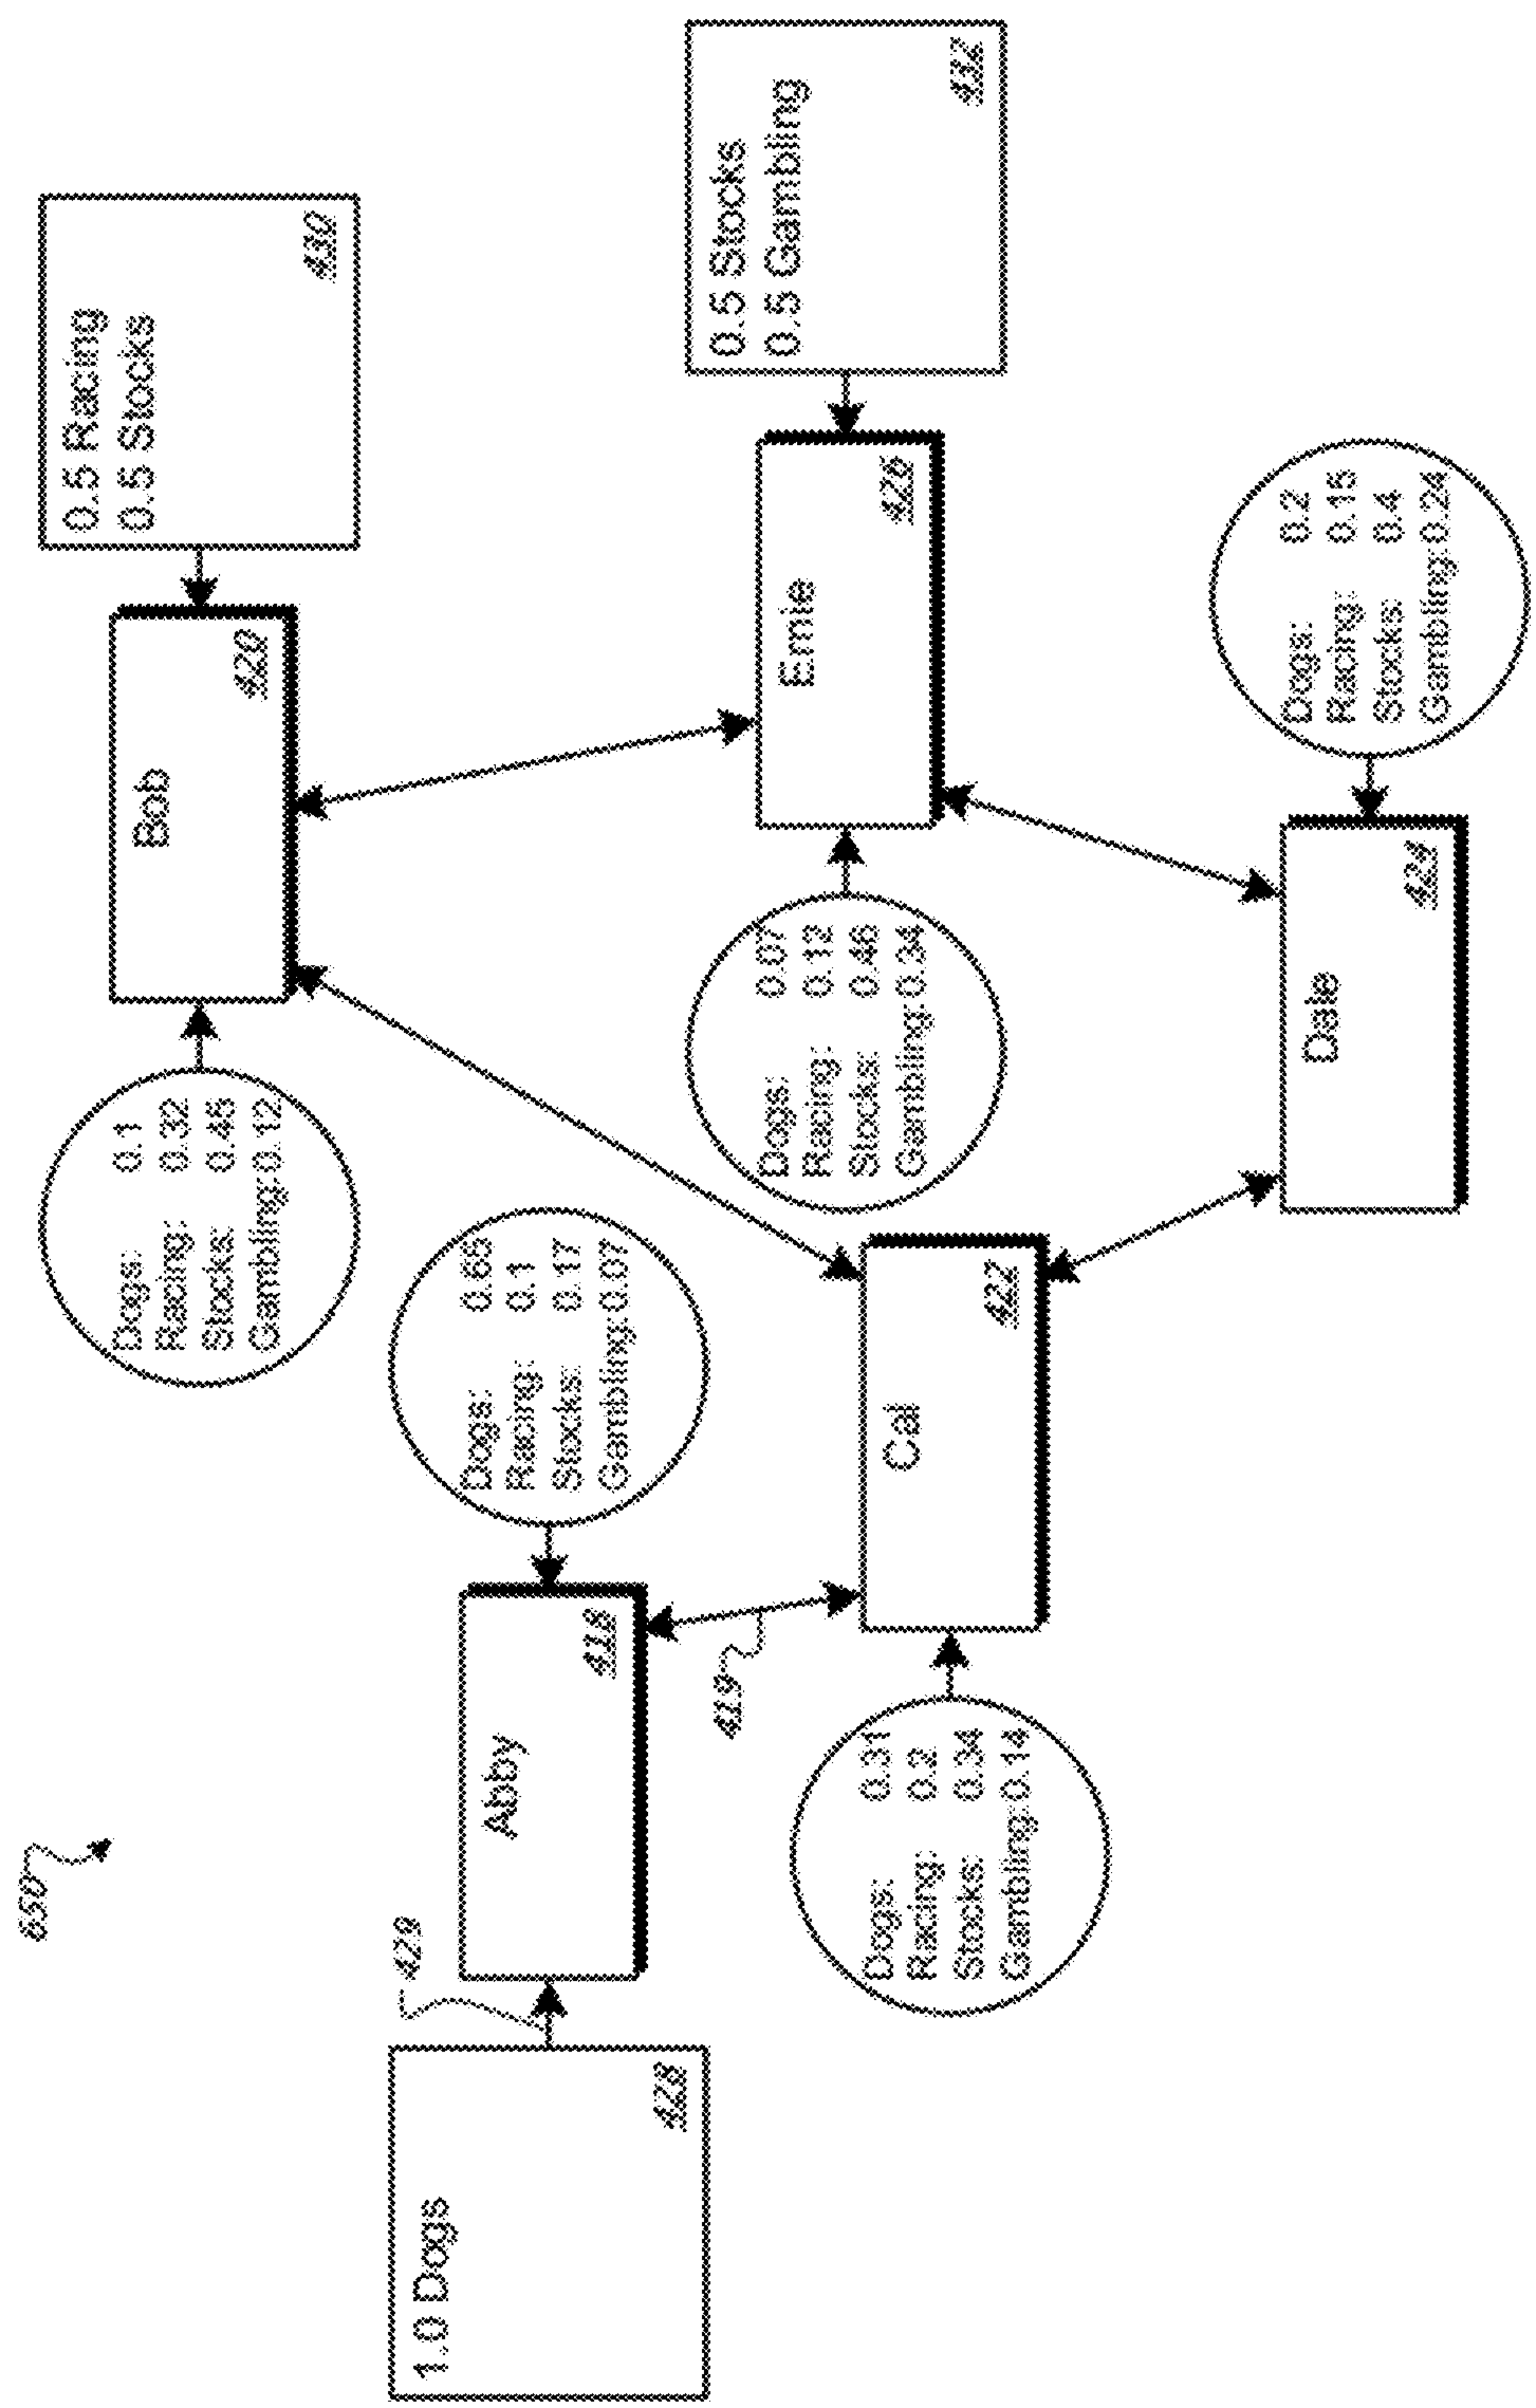 650
0.5 Racing
0.5 Stocks
430
Bob
420
Dogs: 0.1
Racing: 0.32
Stocks: 0.45
Gambling: 0.12
1.0 Dogs
428
429
Abby
418
Dogs: 0.65
Racing: 0.1
Stocks: 0.17
Gambling: 0.07
419
0.5 Stocks
0.5 Gambling
432
Ernie
426
Dogs: 0.07
Racing: 0.12
Stocks: 0.46
Gambling: 0.34
Dogs: 0.31
Racing: 0.2
Stocks: 0.34
Gambling: 0.14
Cal
422
Dale
424
Dogs: 0.2
Racing: 0.15
Stocks: 0.4
Gambling: 0.24